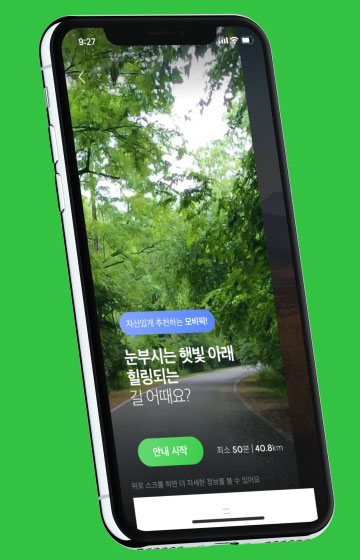 9:27
자신있게 추천하는 모비픽!
눈부시는 햇빛 아래
힐링되는
길 어때요?
안내 시작
최소 50분 | 40.8km
위로 스크롤 하면 더 자세한 정보를 볼 수 있어요